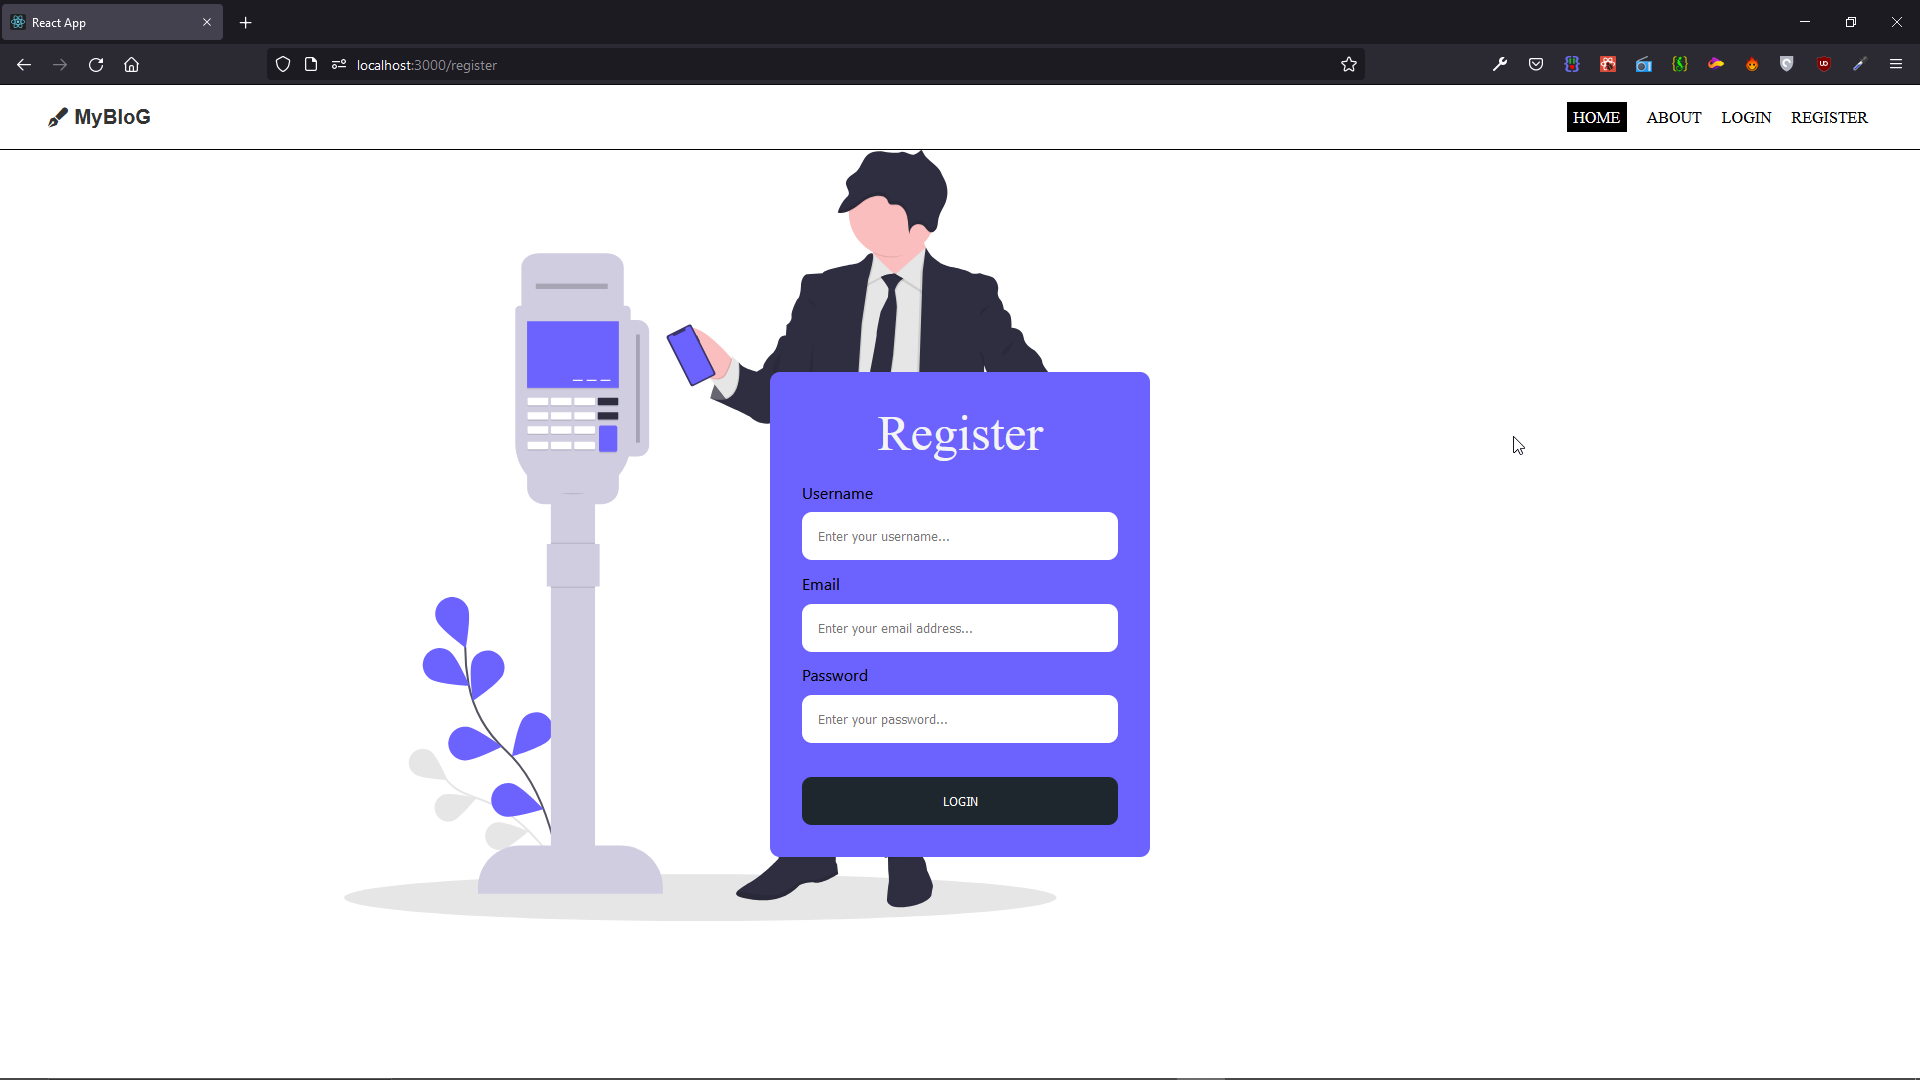 React App
localhost:3000/register
MyBloG
HOME ABOUT LOGIN REGISTER
Register
Username
Enter your username...
Email
Enter your email address...
Password
Enter your password...
LOGIN